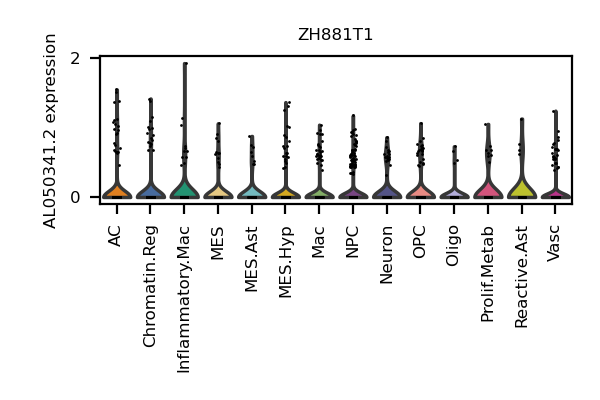 ZH881T1
AL050341.2 expression
2
0
AC
Chromatin.Reg
Inflammatory.Mac
MES
MES.Ast
MES.Hyp
Mac
NPC
Neuron
OPC
Oligo
Prolif.Metab
Reactive.Ast
Vasc